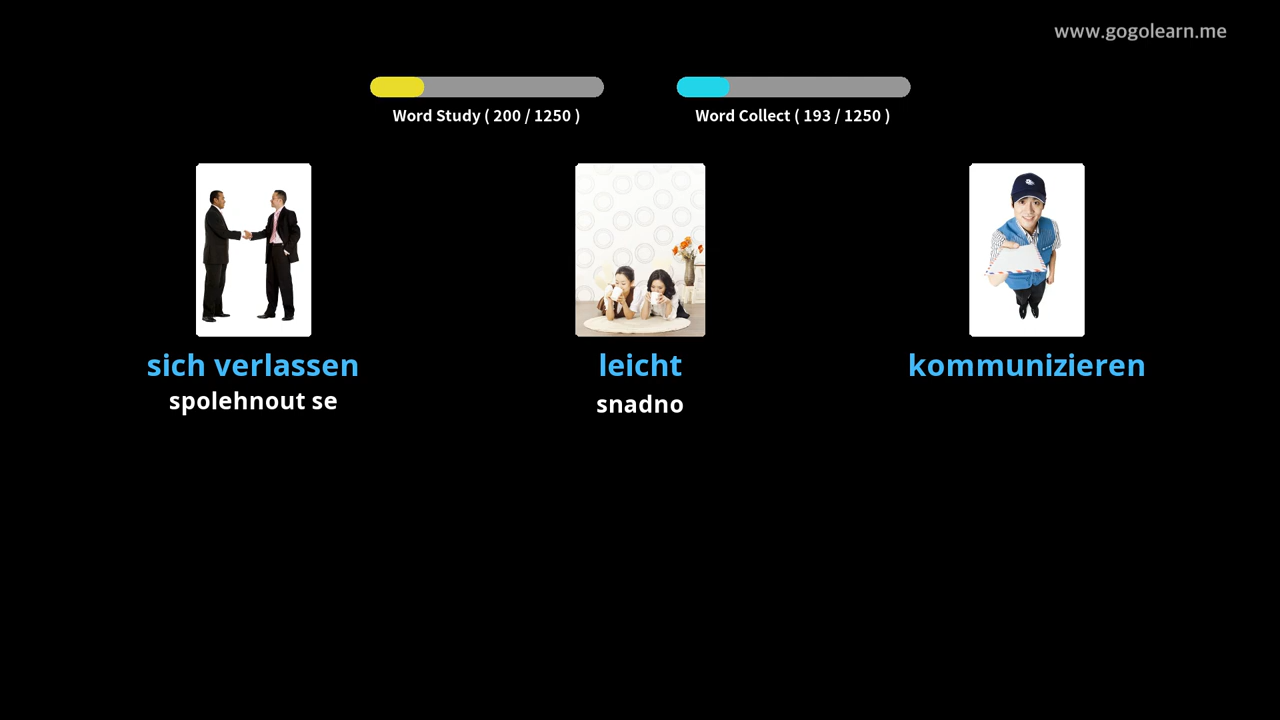 www.gogolearn.me
Word Study ( 200 / 1250 )
Word Collect ( 193 / 1250 )
sich verlassen
spolehnout se
leicht
snadno
kommunizieren